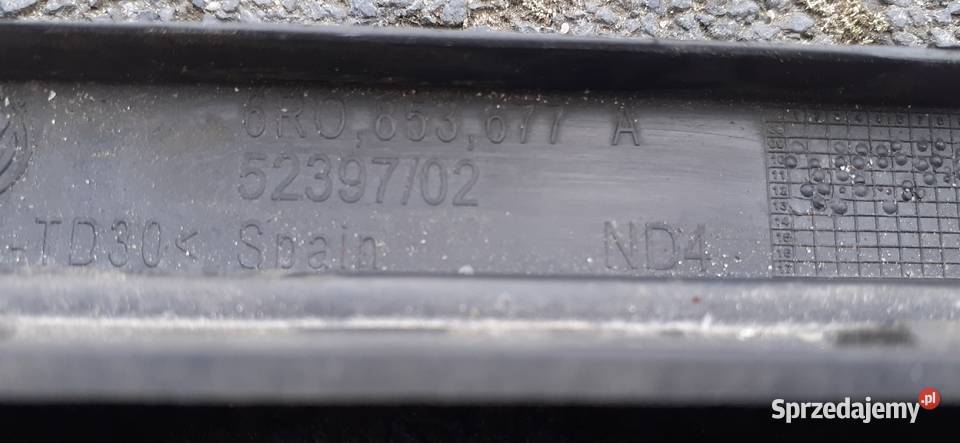 6R0,853,677 A
52397/02
-TD30< Spain ND4
Sprzedajemy.pl